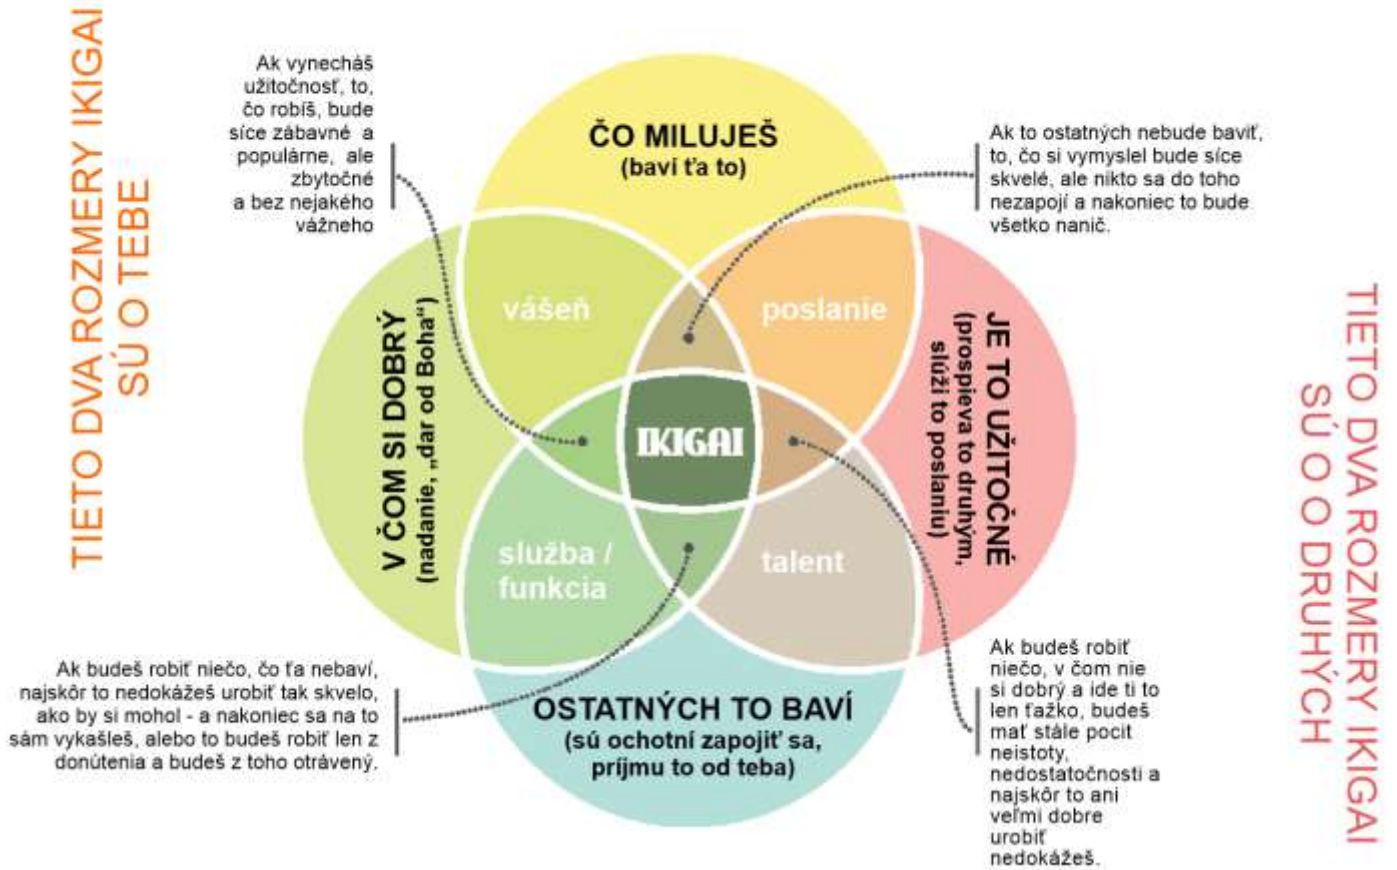 TIETO DVA ROZMERY IKIGAI
SÚ O TEBE
Ak vynecháš
užitočnosť, to,
čo robíš, bude
síce zábavné a
populárne, ale
zbytočné
a bez nejakého
vážneho
ČO MILUJEŠ
(baví ťa to)
Ak to ostatných nebude baviť,
to, čo si vymyslel bude síce
skvelé, ale nikto sa do toho
nezapojí a nakoniec to bude
všetko nanič.
vášeň
poslanie
V ČOM SI DOBRÝ
(nadanie, „dar od Boha“)
IKIGAI
JE TO UŽITOČNÉ
(prospieva to druhým,
slúži to poslaniu)
služba /
funkcia
talent
Ak budeš robiť niečo, čo ťa nebaví,
najskôr to nedokážeš urobiť tak skvelo,
ako by si mohol - a nakoniec sa na to
sám vykašleš, alebo to budeš robiť len z
donútenia a budeš z toho otrávený.
OSTATNÝCH TO BAVÍ
(sú ochotní zapojiť sa,
príjmu to od teba)
Ak budeš robiť
niečo, v čom nie
si dobrý a ide ti to
len ťažko, budeš
mať stále pocit
neistoty,
nedostatočnosti a
najskôr to ani
veľmi dobre
urobiť
nedokážeš.
TIETO DVA ROZMERY IKIGAI
SÚ O O DRUHÝCH